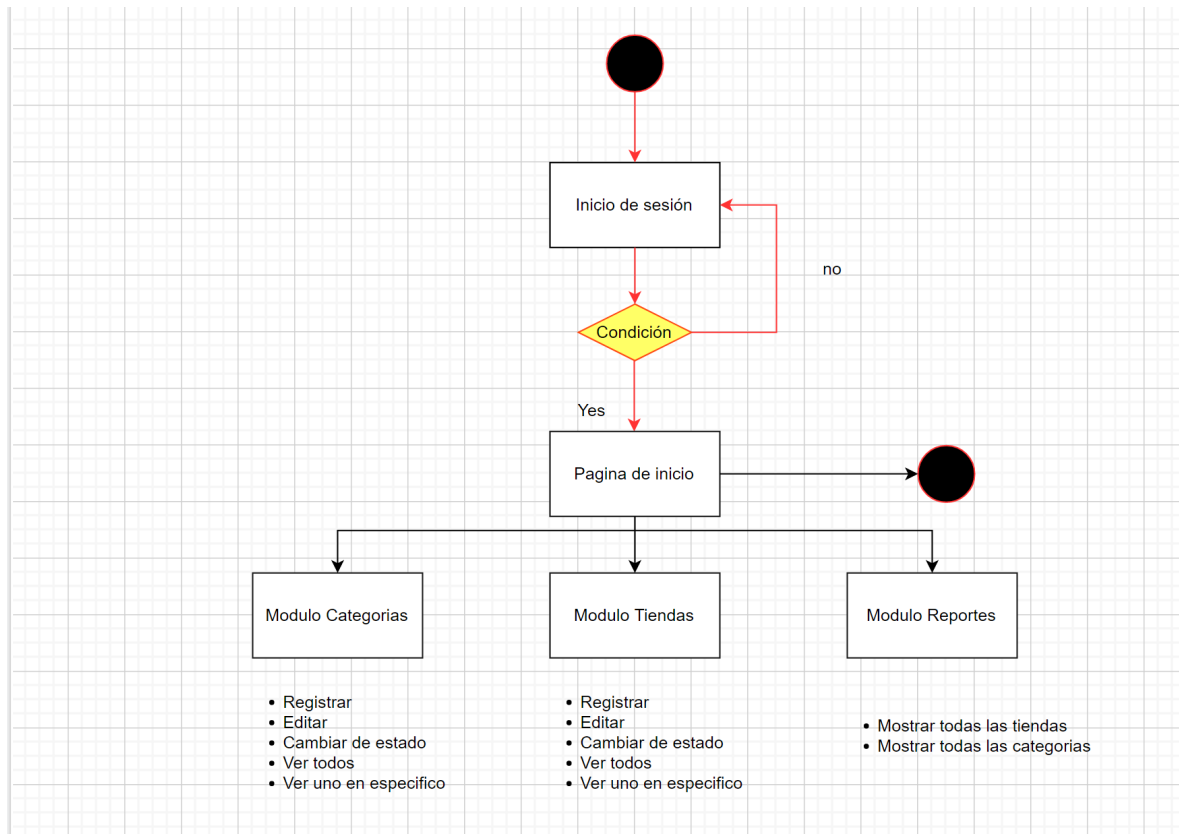 Inicio de sesión
no
Condición
Yes
Pagina de inicio
Modulo Categorias
Modulo Tiendas
Modulo Reportes
Registrar
Editar
Cambiar de estado
Ver todos
Ver uno en especifico
Registrar
Editar
Cambiar de estado
Ver todos
Ver uno en especifico
Mostrar todas las tiendas
Mostrar todas las categorias